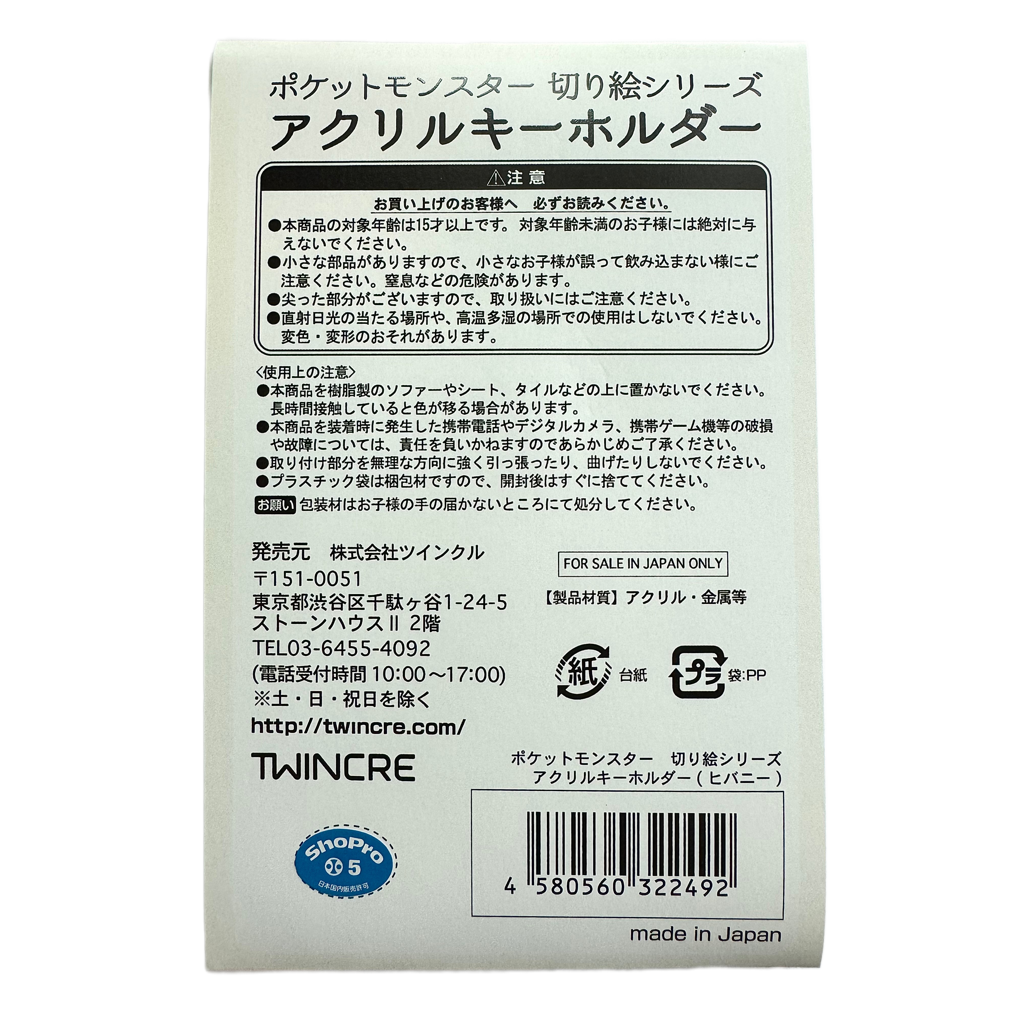 ポケットモンスター 切り絵シリーズ
アクリルキーホルダー
⚠注意
お買い上げのお客様へ 必ずお読みください。
●本商品の対象年齢は15才以上です。対象年齢未満のお子様には絶対に与
えないでください。
●小さな部品がありますので、小さなお子様が誤って飲み込まない様にご
注意ください。窒息などの危険があります。
●尖った部分がございますので、取り扱いにはご注意ください。
●直射日光の当たる場所や、高温多湿の場所での使用はしないでください。
変色・変形のおそれがあります。
〈使用上の注意〉
●本商品を樹脂製のソファーやシート、タイルなどの上に置かないでください。
長時間接触していると色が移る場合があります。
●本商品を装着時に発生した携帯電話やデジタルカメラ、携帯ゲーム機等の破損
や故障については、責任を負いかねますのであらかじめご了承ください。
●取り付け部分を無理な方向に強く引っ張ったり、曲げたりしないでください。
●プラスチック袋は梱包材ですので、開封後はすぐに捨ててください。
お願い 包装材はお子様の手の届かないところにて処分してください。
発売元 株式会社ツインクル
〒151-0051
東京都渋谷区千駄ヶ谷1-24-5
ストーンハウスⅡ 2階
TEL03-6455-4092
(電話受付時間 10:00〜17:00)
※土・日・祝日を除く
http://twincre.com/
TWINCRE
FOR SALE IN JAPAN ONLY
【製品材質】アクリル・金属等
紙 台紙
プラ 袋:PP
ポケットモンスター 切り絵シリーズ
アクリルキーホルダー(ヒバニー)
ShoPro
5
日本国内販売許可
4 580560 322492
made in Japan